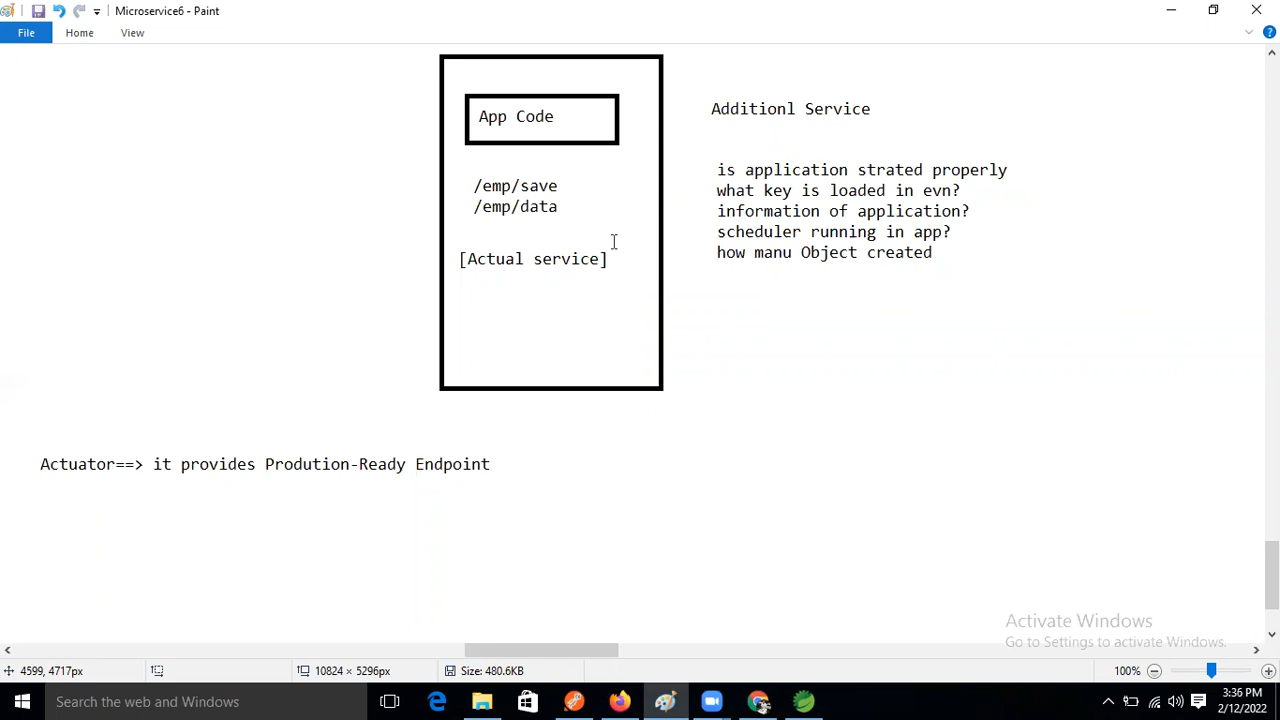 Microservice6 - Paint
File Home View
App Code
/emp/save
/emp/data
[Actual service]
Additionl Service
is application strated properly
what key is loaded in evn?
information of application?
scheduler running in app?
how manu Object created
Actuator==> it provides Prodution-Ready Endpoint
Activate Windows
Go to Settings to activate Windows.
4599, 4717px
10824 × 5296px
Size: 480.6KB
100%
Search the web and Windows
3:36 PM
2/12/2022